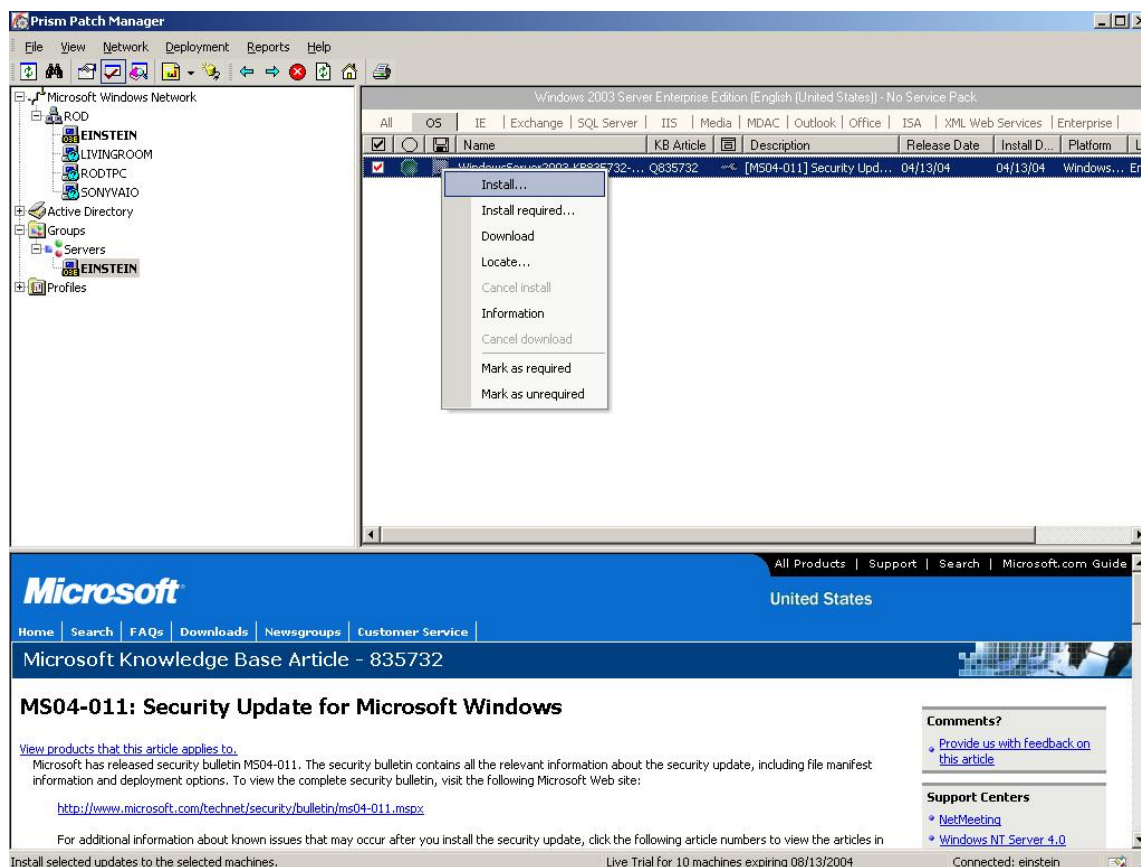 Prism Patch Manager
File View Network Deployment Reports Help
Microsoft Windows Network
ROD
EINSTEIN
LIVINGROOM
RODTPC
SONYVAIO
Active Directory
Groups
Servers
EINSTEIN
Profiles
Windows 2003 Server Enterprise Edition (English (United States)) - No Service Pack
All OS IE Exchange SQL Server IIS Media MDAC Outlook Office ISA XML Web Services Enterprise
Name KB Article Description Release Date Install D... Platform L
WindowsServer2003-KB835732-... Q835732 [MS04-011] Security Upd... 04/13/04 04/13/04 Windows... En
Install...
Install required...
Download
Locate...
Cancel install
Information
Cancel download
Mark as required
Mark as unrequired
All Products | Support | Search | Microsoft.com Guide
Microsoft
United States
Home | Search | FAQs | Downloads | Newsgroups | Customer Service |
Microsoft Knowledge Base Article - 835732
MS04-011: Security Update for Microsoft Windows
View products that this article applies to.
Microsoft has released security bulletin MS04-011. The security bulletin contains all the relevant information about the security update, including file manifest
information and deployment options. To view the complete security bulletin, visit the following Microsoft Web site:
http://www.microsoft.com/technet/security/bulletin/ms04-011.mspx
For additional information about known issues that may occur after you install the security update, click the following article numbers to view the articles in
Comments?
Provide us with feedback on
this article
Support Centers
NetMeeting
Windows NT Server 4.0
Install selected updates to the selected machines. Live Trial for 10 machines expiring 08/13/2004 Connected: einstein